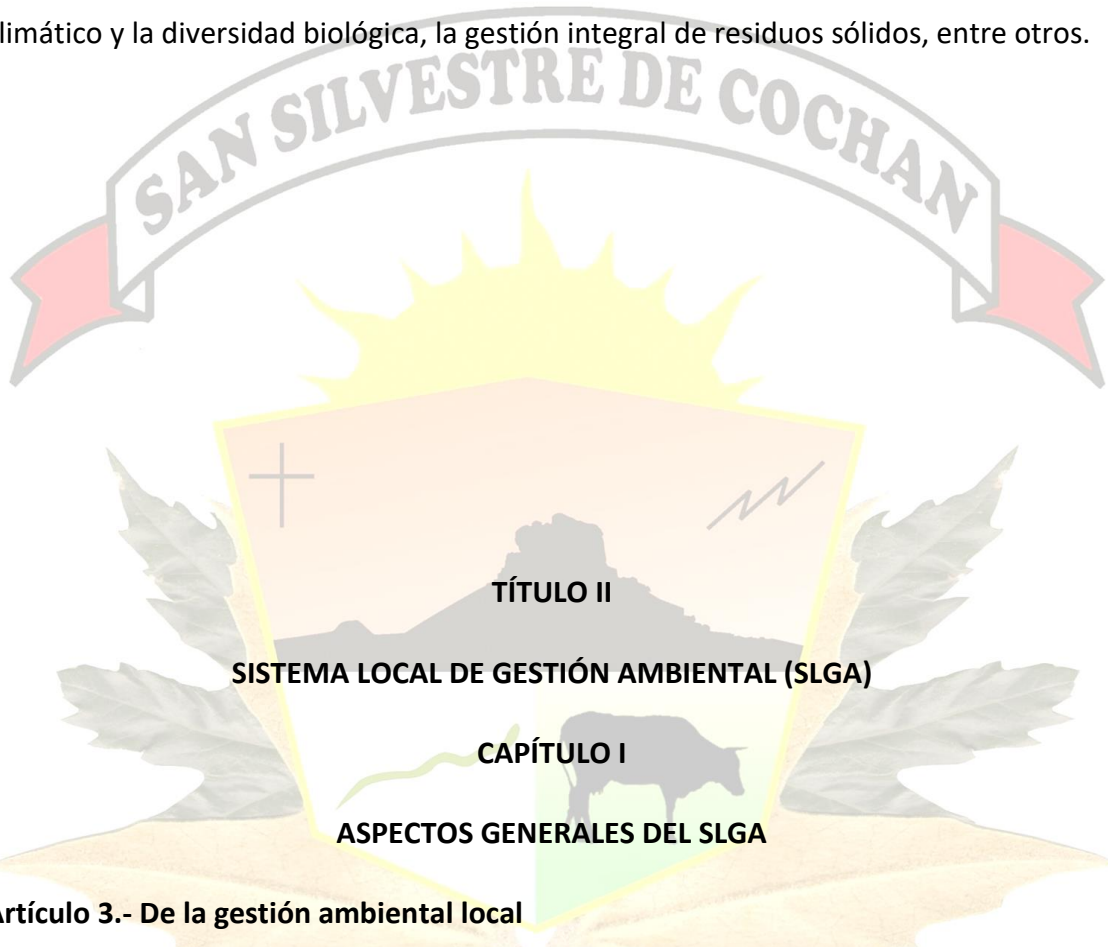 limático y la diversidad biológica, la gestión integral de residuos sólidos, entre otros.
SAN SILVESTRE DE COCHAN
TÍTULO II
SISTEMA LOCAL DE GESTIÓN AMBIENTAL (SLGA)
CAPÍTULO I
ASPECTOS GENERALES DEL SLGA
Artículo 3.- De la gestión ambiental local